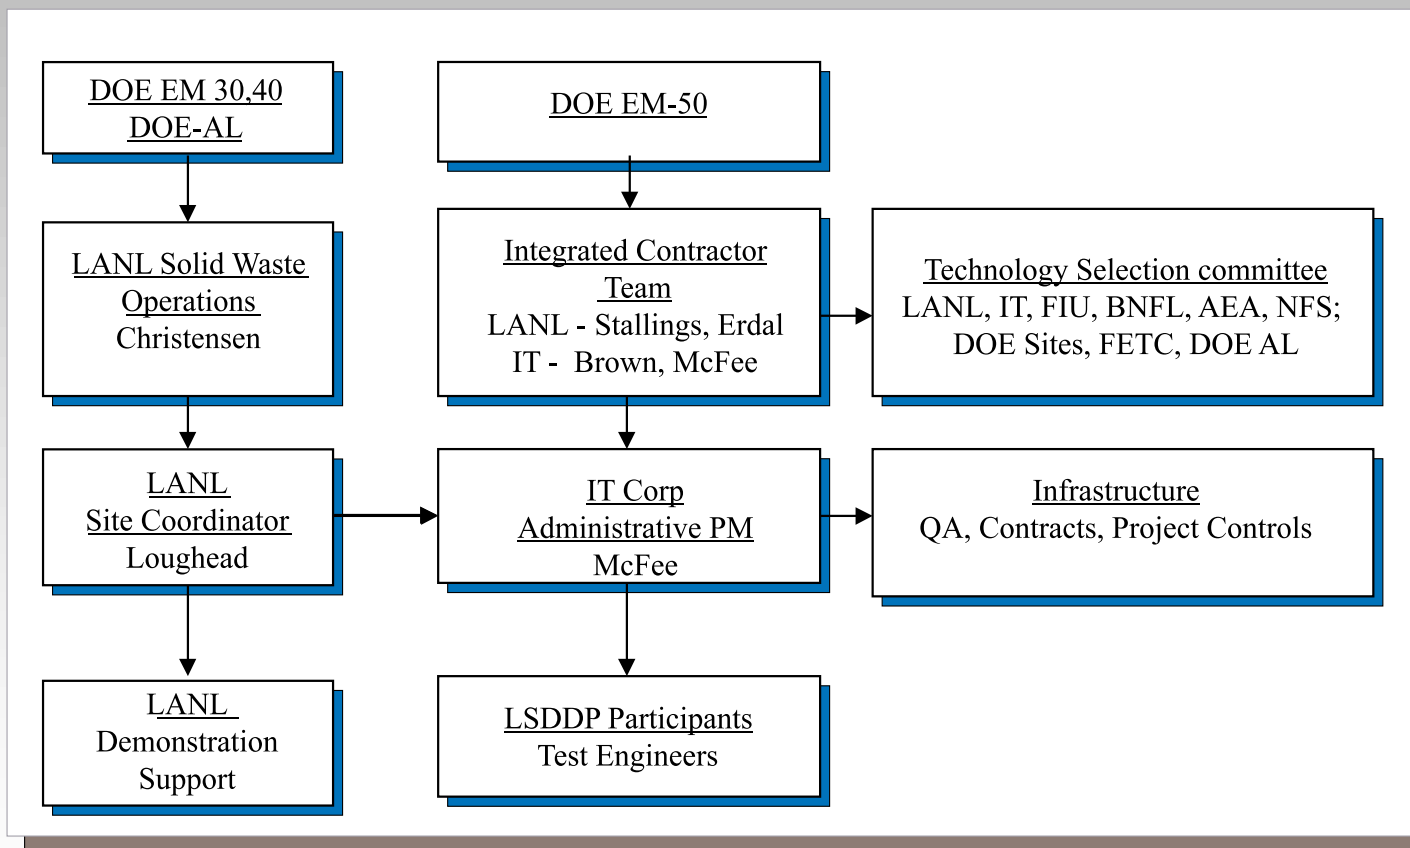 DOE EM 30,40
DOE-AL
DOE EM-50
LANL Solid Waste
Operations
Christensen
Integrated Contractor
Team
LANL - Stallings, Erdal
IT - Brown, McFee
Technology Selection committee
LANL, IT, FIU, BNFL, AEA, NFS;
DOE Sites, FETC, DOE AL
LANL
Site Coordinator
Loughead
IT Corp
Administrative PM
McFee
Infrastructure
QA, Contracts, Project Controls
LANL
Demonstration
Support
LSDDP Participants
Test Engineers